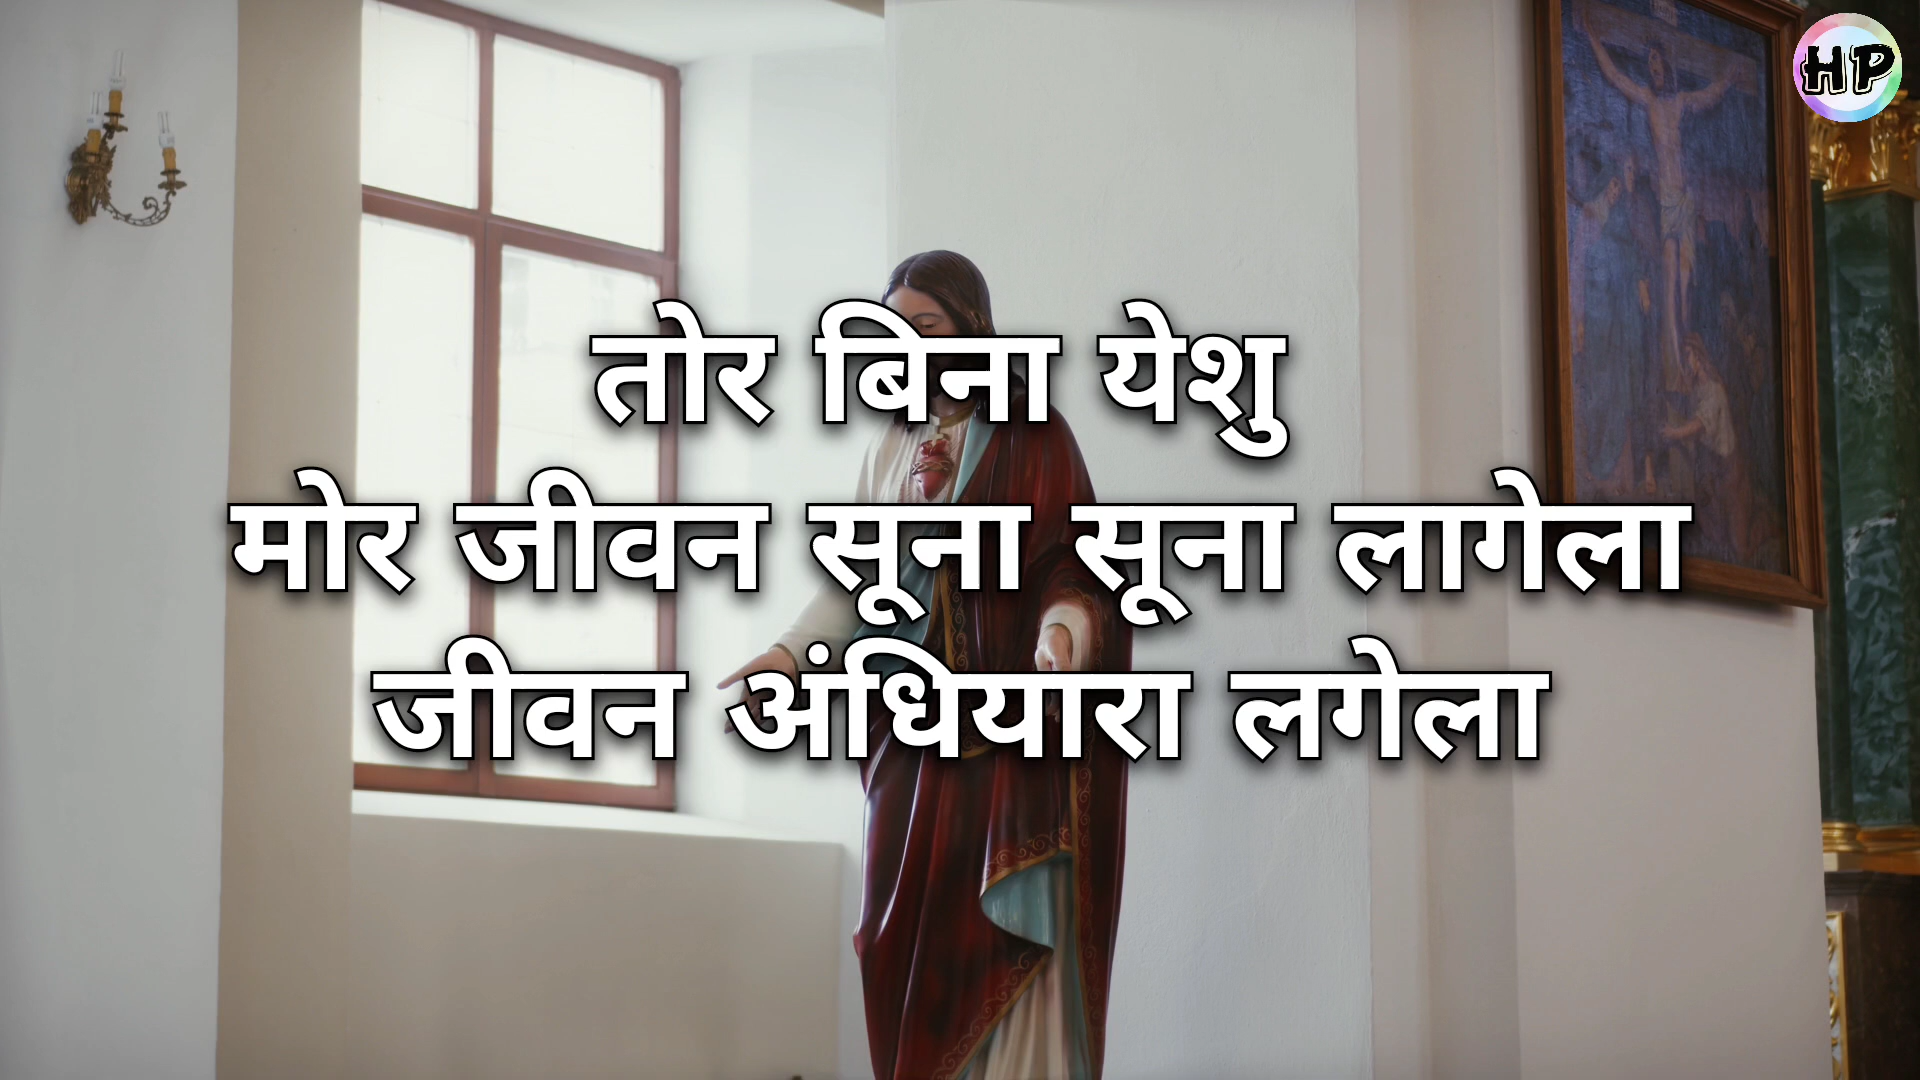 HP
तोर बिना येशु
मोर जीवन सूना सूना लागेला
जीवन अंधियारा लगेला